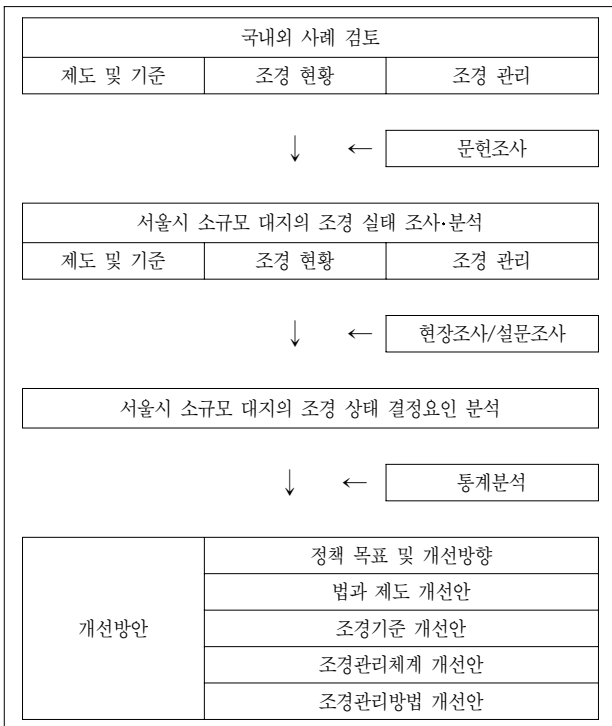 국내외 사례 검토
제도 및 기준 조경 현황 조경 관리
↓ ← 문헌조사
서울시 소규모 대지의 조경 실태 조사·분석
제도 및 기준 조경 현황 조경 관리
↓ ← 현장조사/설문조사
서울시 소규모 대지의 조경 상태 결정요인 분석
↓ ← 통계분석
정책 목표 및 개선방향
법과 제도 개선안
개선방안 조경기준 개선안
조경관리체계 개선안
조경관리방법 개선안